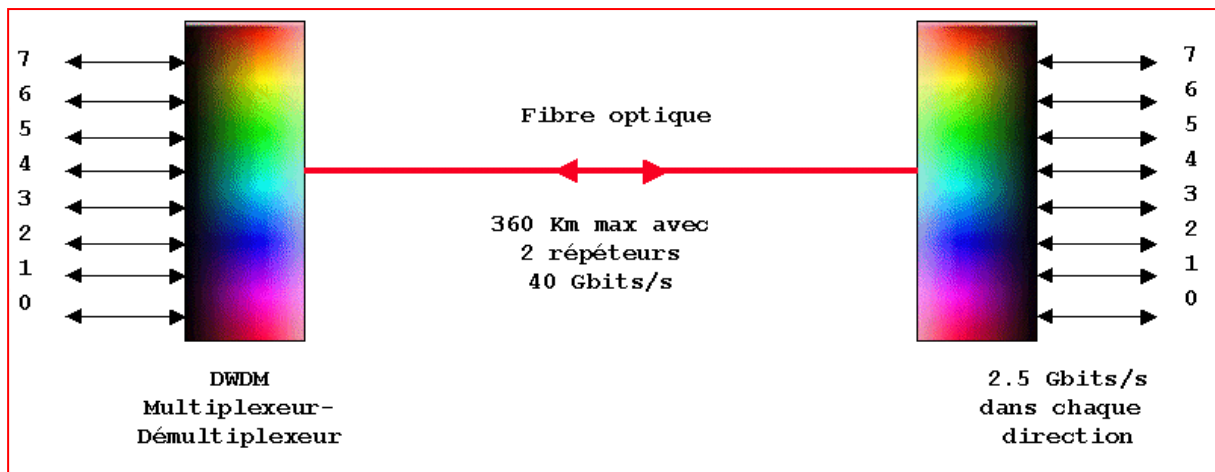 7
6
5
4
3
2
1
0
Fibre optique
360 Km max avec
2 répéteurs
40 Gbits/s
7
6
5
4
3
2
1
0
DWDM
Multiplexeur-
Démultiplexeur
2.5 Gbits/s
dans chaque
direction